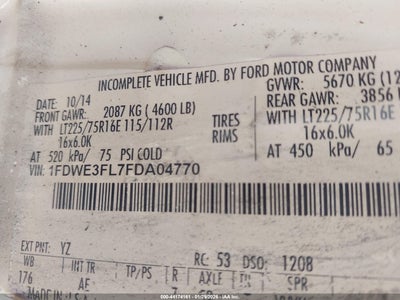 INCOMPLETE VEHICLE MFD. BY FORD MOTOR COMPANY
DATE: 10/14 GVWR: 5670 KG (12
FRONT GAWR: 2087 KG ( 4600 LB) REAR GAWR: 3856
WITH LT225/75R16E 115/112R TIRES WITH LT225/75R16E
16x6.0K RIMS 16x6.0K
AT 520 kPa/ 75 PSI COLD AT 450 kPa/ 65
VIN: 1FDWE3FL7FDA04770
EXT PNT: YZ RC: 53 DSO: 1208
WB INT TR TP/PS R AXLE TR SPR
176 AE